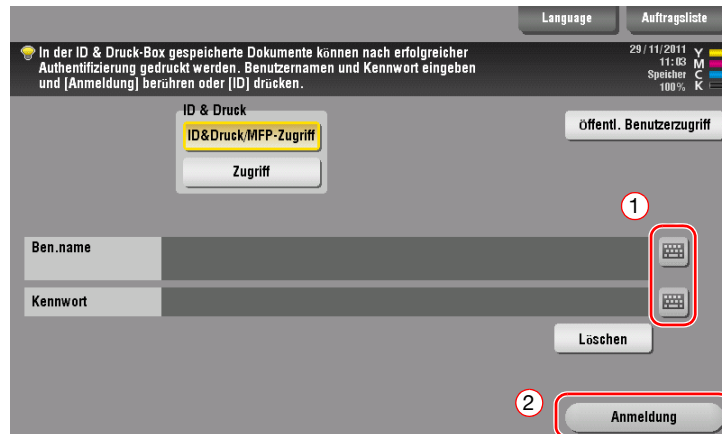 Language
Auftragsliste
In der ID & Druck-Box gespeicherte Dokumente können nach erfolgreicher
Authentifizierung gedruckt werden. Benutzernamen und Kennwort eingeben
und [Anmeldung] berühren oder [ID] drücken.
29/11/2011
11:03
Speicher
100%
Y
M
C
K
ID & Druck
ID&Druck/MFP-Zugriff
Zugriff
Öffentl. Benutzerzugriff
1
Ben.name
Kennwort
Löschen
2
Anmeldung